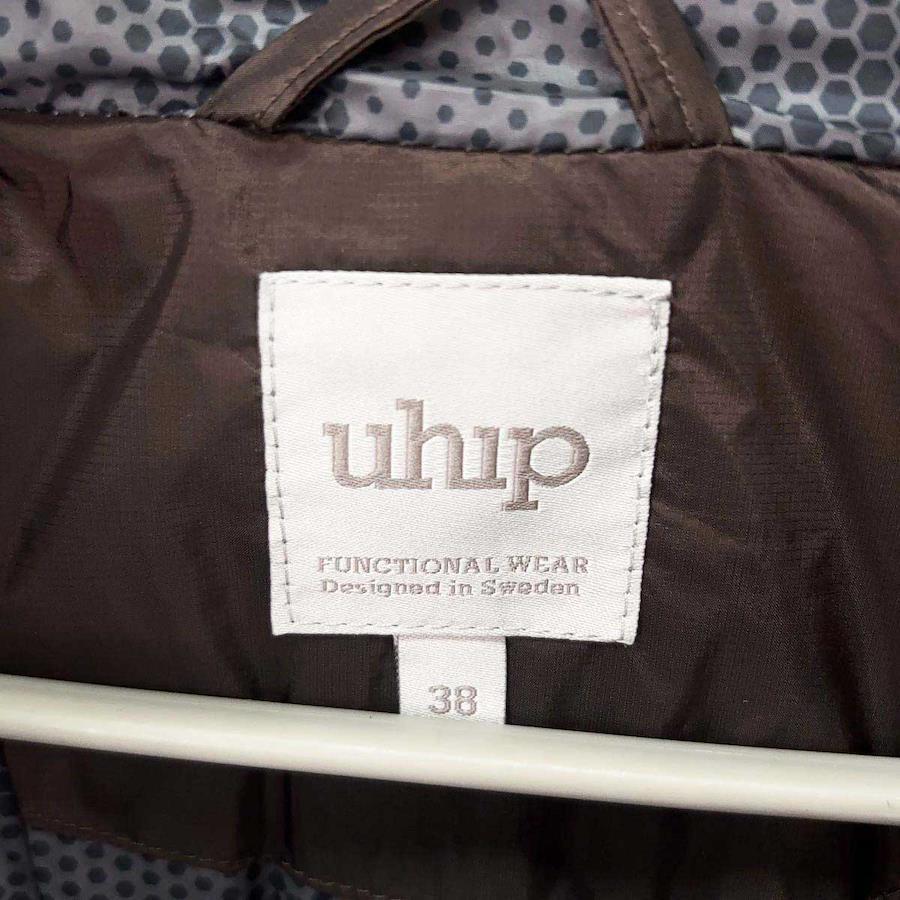 uhip
FUNCTIONAL WEAR
Designed in Sweden
38